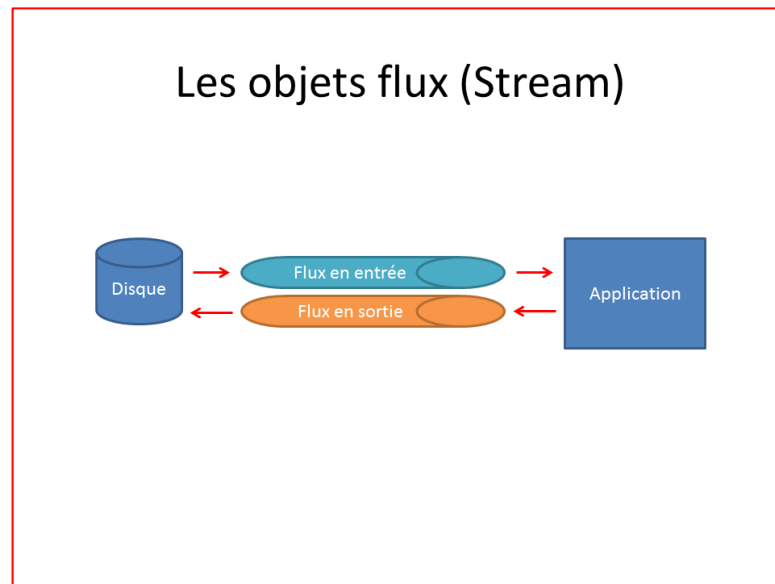 Les objets flux (Stream)
Flux en entrée
Disque
Application
Flux en sortie